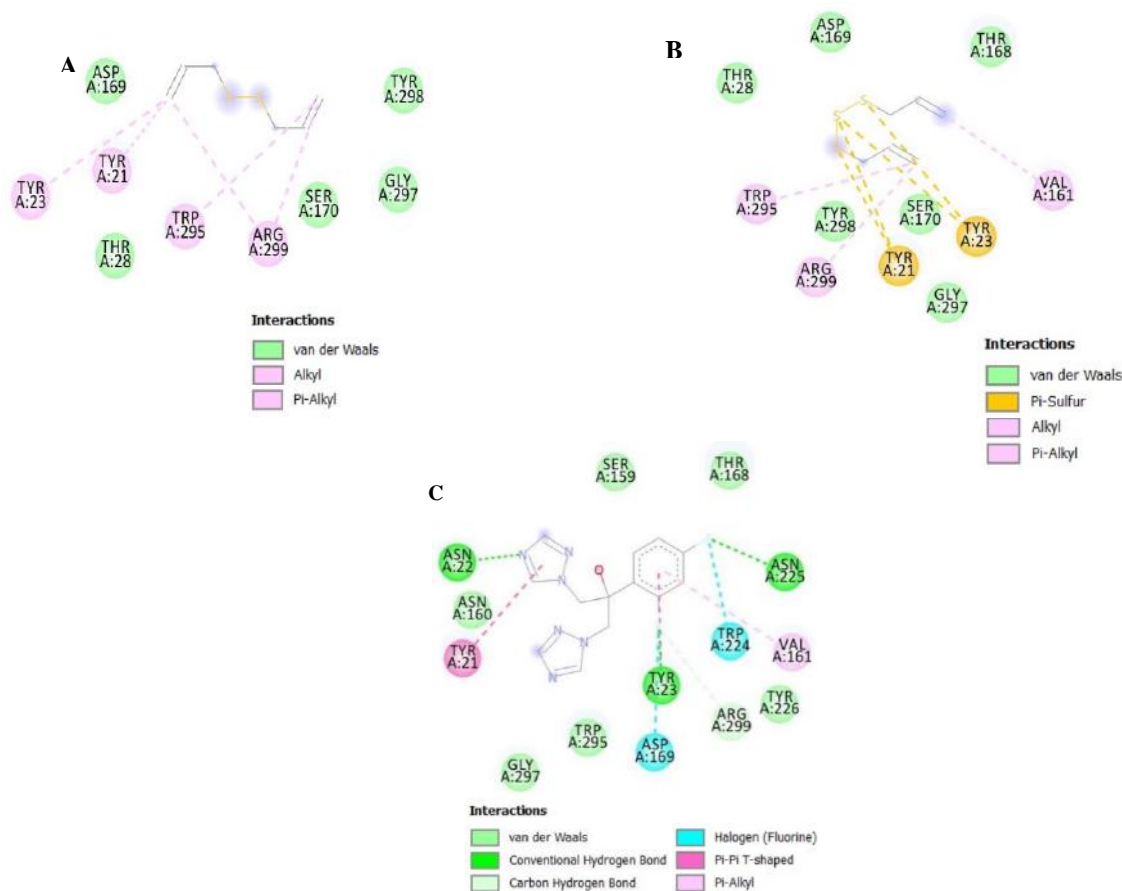 A
ASP
A:169
TYR
A:298
TYR
A:23
TYR
A:21
TRP
A:295
ARG
A:299
SER
A:170
GLY
A:297
THR
A:28
Interactions
van der Waals
Alkyl
Pi-Alkyl
B
ASP
A:169
THR
A:168
THR
A:28
S
S
TRP
A:295
TYR
A:298
SER
A:170
VAL
A:161
TYR
A:23
ARG
A:299
TYR
A:21
GLY
A:297
Interactions
van der Waals
Pi-Sulfur
Alkyl
Pi-Alkyl
C
SER
A:159
THR
A:168
ASN
A:22
N
N
N
O
ASN
A:225
ASN
A:160
TYR
A:21
N
N
N
TRP
A:224
VAL
A:161
TYR
A:23
TYR
A:226
ARG
A:299
TRP
A:295
ASP
A:169
GLY
A:297
Interactions
van der Waals
Conventional Hydrogen Bond
Carbon Hydrogen Bond
Halogen (Fluorine)
Pi-Pi T-shaped
Pi-Alkyl